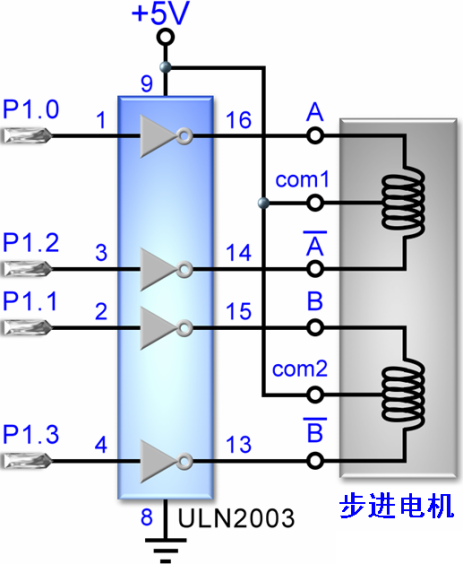 +5V
9
P1.0 1 16 A
com1
P1.2 3 14 A̅
P1.1 2 15 B
com2
P1.3 4 13 B̅
8 ULN2003
步进电机